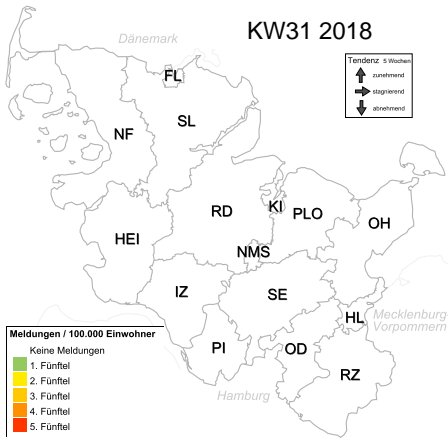 KW31 2018
Dänemark
Tendenz 5 Wochen
zunehmend
stagnierend
abnehmend
FL
SL
NF
KI
RD
PLO
OH
HEI
NMS
IZ
SE
HL
Mecklenburg-
Vorpommern
PI
OD
RZ
Hamburg
Meldungen / 100.000 Einwohner
Keine Meldungen
1. Fünftel
2. Fünftel
3. Fünftel
4. Fünftel
5. Fünftel